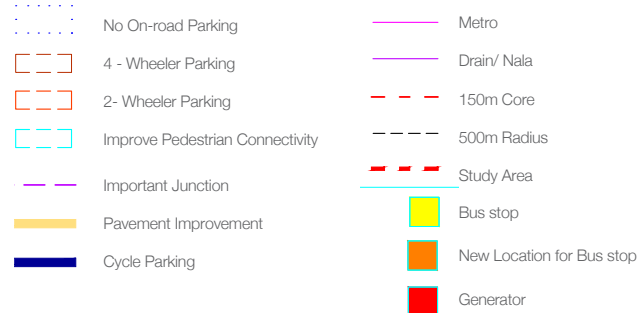 No On-road Parking
4 - Wheeler Parking
2- Wheeler Parking
Improve Pedestrian Connectivity
Important Junction
Pavement Improvement
Cycle Parking
Metro
Drain/ Nala
150m Core
500m Radius
Study Area
Bus stop
New Location for Bus stop
Generator